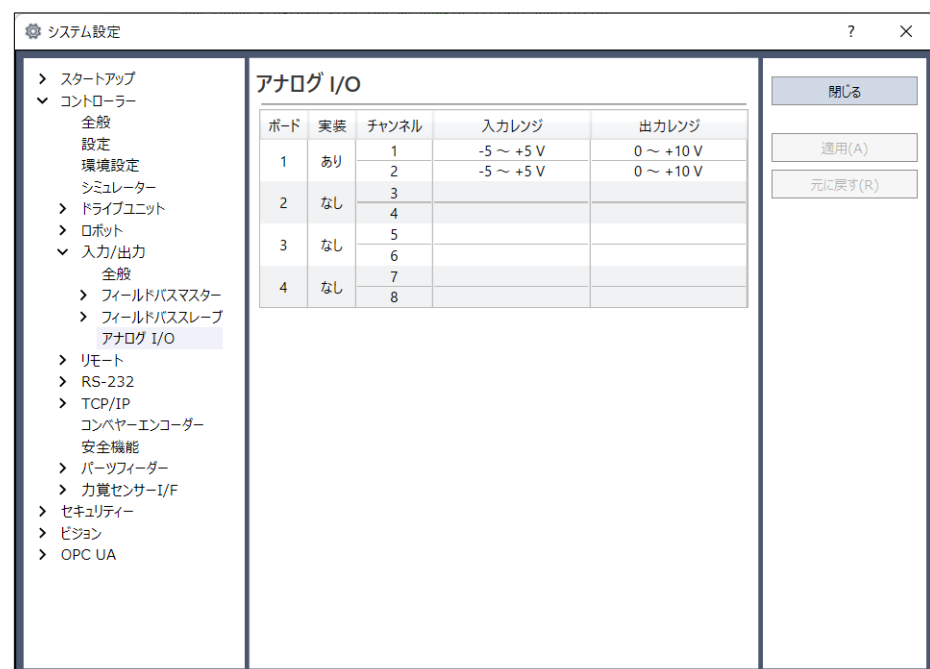 システム設定
?
×
スタートアップ
コントローラー
全般
設定
環境設定
シミュレーター
ドライブユニット
ロボット
入力/出力
全般
フィールドバスマスター
フィールドバススレーブ
アナログ I/O
リモート
RS-232
TCP/IP
コンベヤーエンコーダー
安全機能
パーツフィーダー
力覚センサーI/F
セキュリティー
ビジョン
OPC UA
アナログ I/O
ボード 実装 チャンネル 入力レンジ 出力レンジ
1 あり 1 -5 ～ +5 V 0 ～ +10 V
2 -5 ～ +5 V 0 ～ +10 V
2 なし 3
4
3 なし 5
6
4 なし 7
8
閉じる
適用(A)
元に戻す(R)